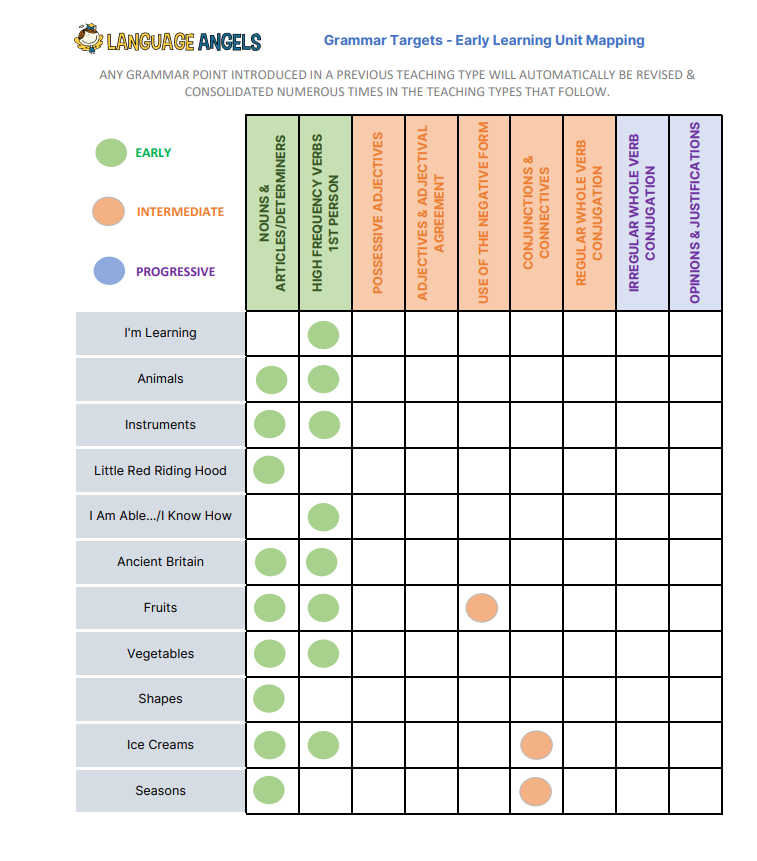 LANGUAGE ANGELS
Grammar Targets - Early Learning Unit Mapping
ANY GRAMMAR POINT INTRODUCED IN A PREVIOUS TEACHING TYPE WILL AUTOMATICALLY BE REVISED &
CONSOLIDATED NUMEROUS TIMES IN THE TEACHING TYPES THAT FOLLOW.
EARLY
INTERMEDIATE
PROGRESSIVE
NOUNS &
ARTICLES/DETERMINERS
HIGH FREQUENCY VERBS
1ST PERSON
POSSESSIVE ADJECTIVES
ADJECTIVES & ADJECTIVAL
AGREEMENT
USE OF THE NEGATIVE FORM
CONJUNCTIONS &
CONNECTIVES
REGULAR WHOLE VERB
CONJUGATION
IRREGULAR WHOLE VERB
CONJUGATION
OPINIONS & JUSTIFICATIONS
I'm Learning
Animals
Instruments
Little Red Riding Hood
I Am Able.../I Know How
Ancient Britain
Fruits
Vegetables
Shapes
Ice Creams
Seasons